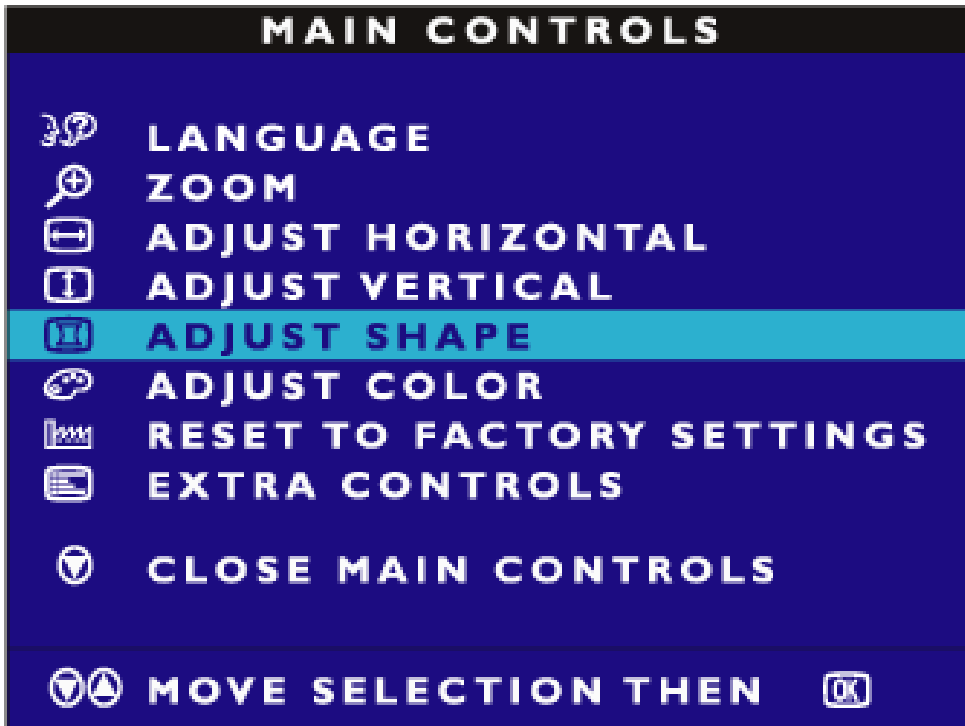 MAIN CONTROLS
LANGUAGE
ZOOM
ADJUST HORIZONTAL
ADJUST VERTICAL
ADJUST SHAPE
ADJUST COLOR
RESET TO FACTORY SETTINGS
EXTRA CONTROLS
CLOSE MAIN CONTROLS
MOVE SELECTION THEN OK